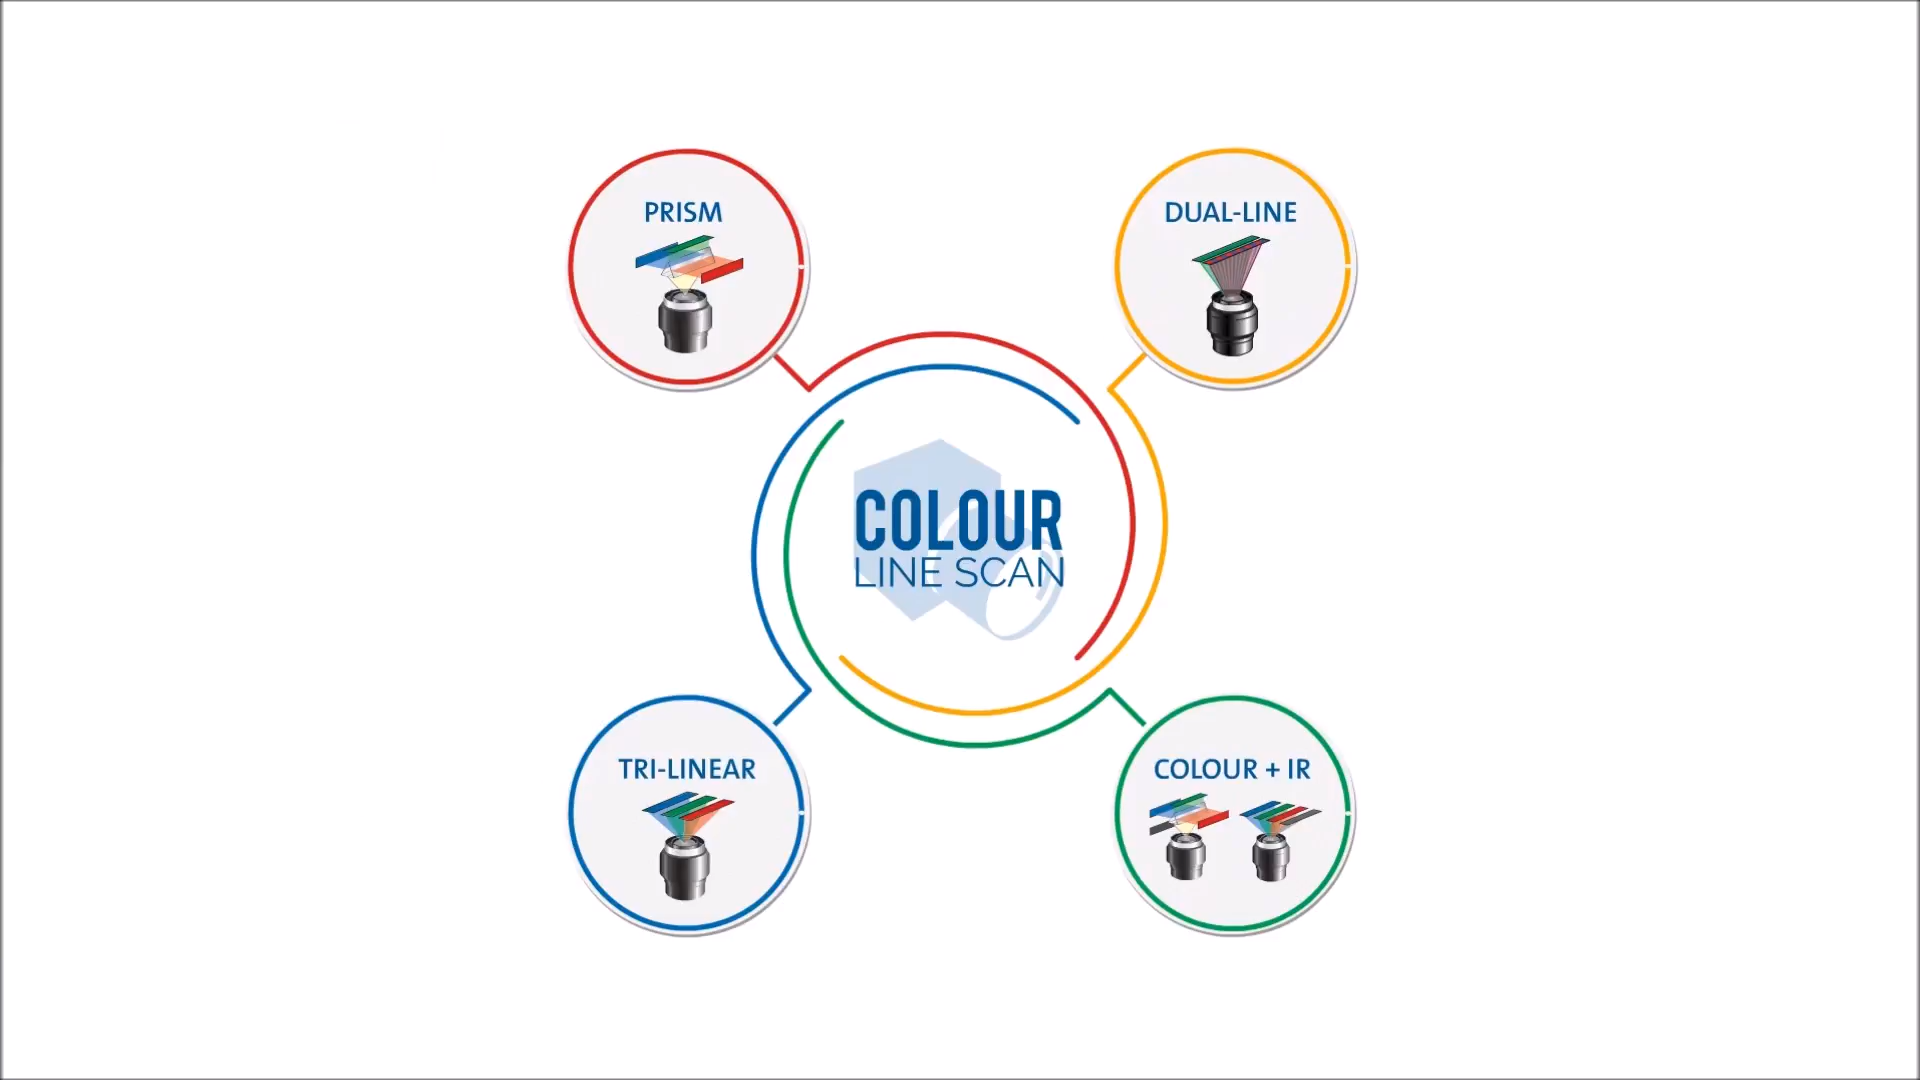 PRISM
DUAL-LINE
COLOUR
LINE SCAN
TRI-LINEAR
COLOUR + IR